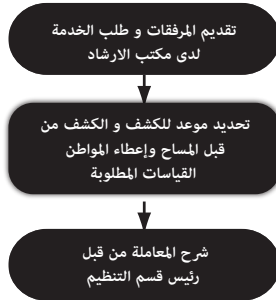 تقديم المرفقات و طلب الخدمة
لدى مكتب الارشاد
تحديد موعد للكشف و الكشف من
قبل المساح وإعطاء المواطن
القياسات المطلوبة
شرح المعاملة من قبل
رئيس قسم التنظيم